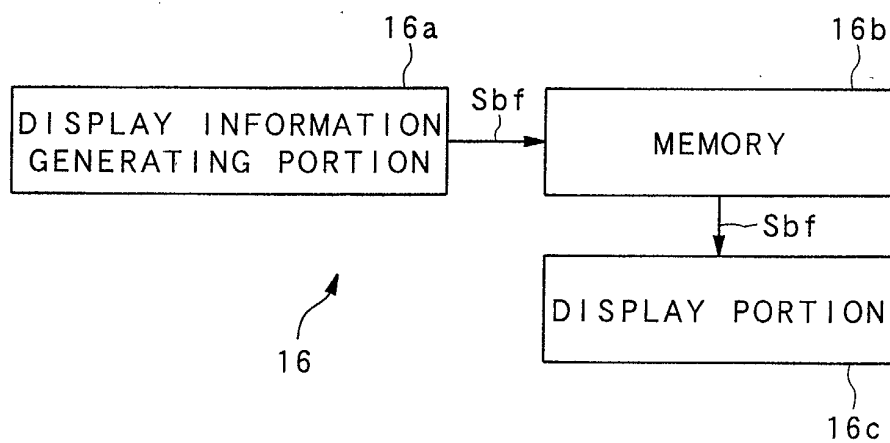 16a
16b
DISPLAY INFORMATION
GENERATING PORTION
Sbf
MEMORY
Sbf
DISPLAY PORTION
16
16c